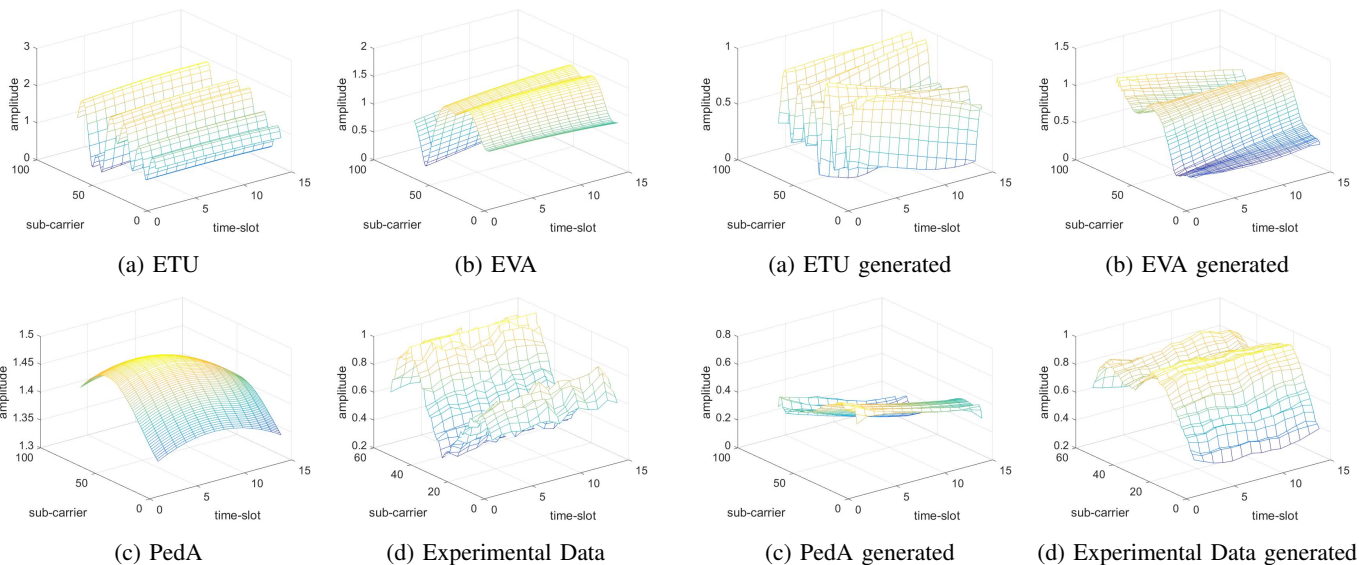 3
2
1
0
100
50
0
0
5
10
15
amplitude
sub-carrier
time-slot
(a) ETU
2
1.5
1
0.5
0
100
50
0
0
5
10
15
amplitude
sub-carrier
time-slot
(b) EVA
1
0.5
0
100
50
0
0
5
10
15
amplitude
sub-carrier
time-slot
(a) ETU generated
1.5
1
0.5
0
100
50
0
0
5
10
15
amplitude
sub-carrier
time-slot
(b) EVA generated
1.5
1.45
1.4
1.35
1.3
100
50
0
0
5
10
15
amplitude
sub-carrier
time-slot
(c) PedA
1
0.8
0.6
0.4
0.2
60
40
20
0
0
5
10
15
amplitude
sub-carrier
time-slot
(d) Experimental Data
0.8
0.6
0.4
0.2
0
100
50
0
0
5
10
15
amplitude
sub-carrier
time-slot
(c) PedA generated
1
0.8
0.6
0.4
0.2
60
40
20
0
0
5
10
15
amplitude
sub-carrier
time-slot
(d) Experimental Data generated